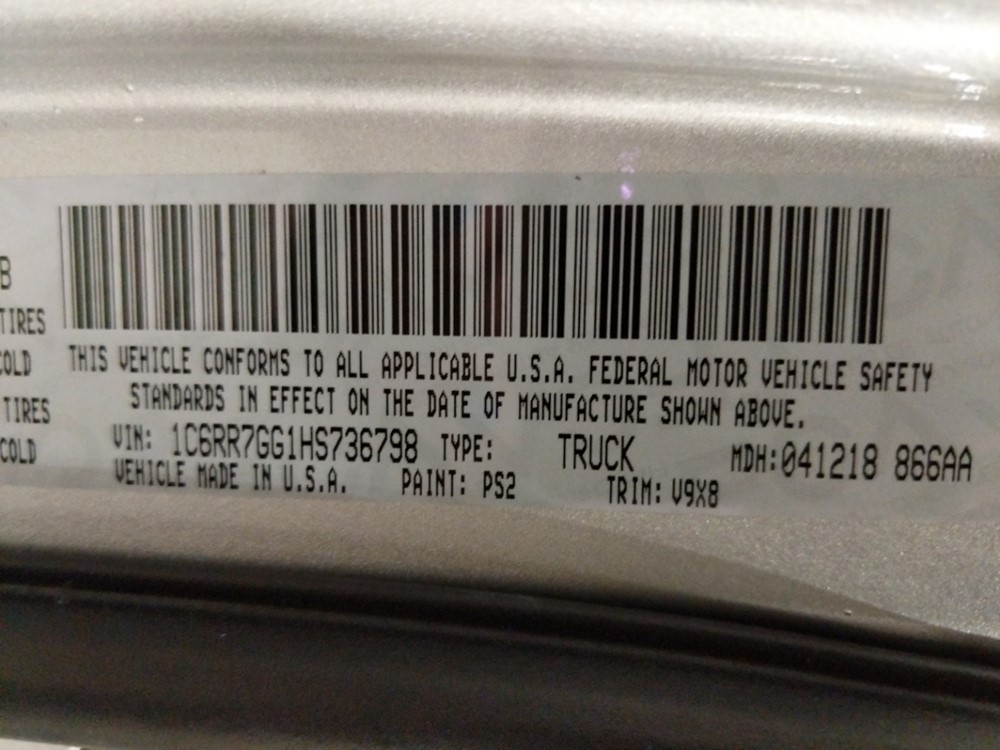 B
TIRES
COLD
TIRES
COLD
THIS VEHICLE CONFORMS TO ALL APPLICABLE U.S.A. FEDERAL MOTOR VEHICLE SAFETY
STANDARDS IN EFFECT ON THE DATE OF MANUFACTURE SHOWN ABOVE.
VIN: 1C6RR7GG1HS736798 TYPE: TRUCK MDH:041218 866AA
VEHICLE MADE IN U.S.A. PAINT: PS2 TRIM: V9X8